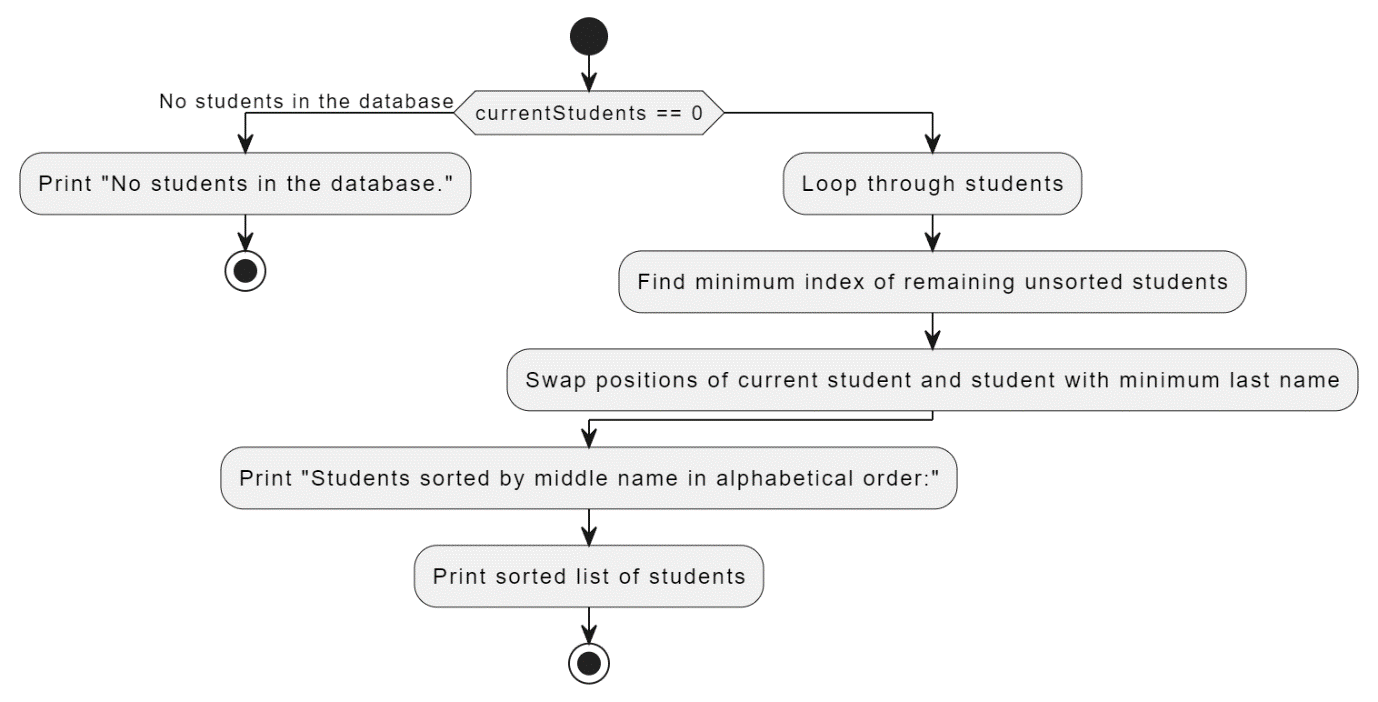 No students in the database
currentStudents == 0
Print "No students in the database."
Loop through students
Find minimum index of remaining unsorted students
Swap positions of current student and student with minimum last name
Print "Students sorted by middle name in alphabetical order:"
Print sorted list of students